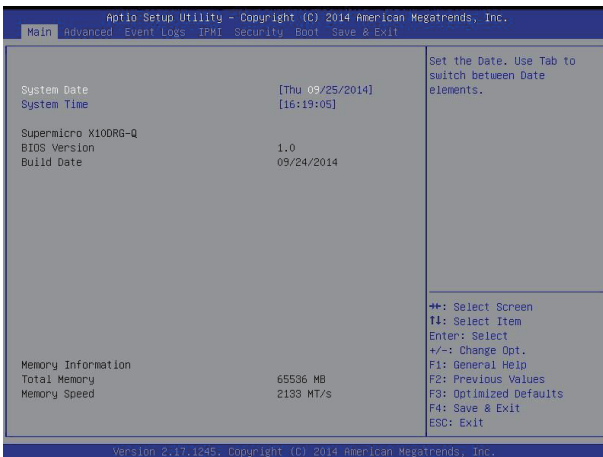 Aptio Setup Utility – Copyright (C) 2014 American Megatrends, Inc.
Main Advanced Event Logs IPMI Security Boot Save & Exit
System Date [Thu 09/25/2014]
System Time [16:19:05]
Supermicro X10DRG-Q
BIOS Version 1.0
Build Date 09/24/2014
Memory Information
Total Memory 65536 MB
Memory Speed 2133 MT/s
Set the Date. Use Tab to
switch between Date
elements.
→←: Select Screen
↑↓: Select Item
Enter: Select
+/-: Change Opt.
F1: General Help
F2: Previous Values
F3: Optimized Defaults
F4: Save & Exit
ESC: Exit
Version 2.17.1245. Copyright (C) 2014 American Megatrends, Inc.